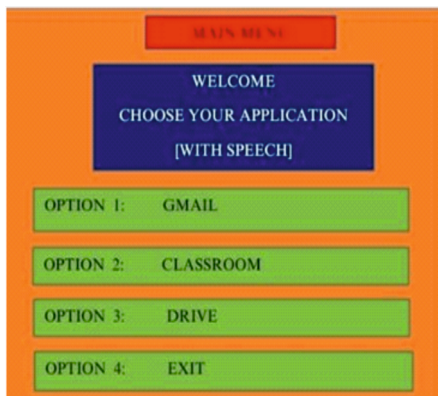 MAIN MENU
WELCOME
CHOOSE YOUR APPLICATION
[WITH SPEECH]
OPTION 1: GMAIL
OPTION 2: CLASSROOM
OPTION 3: DRIVE
OPTION 4: EXIT